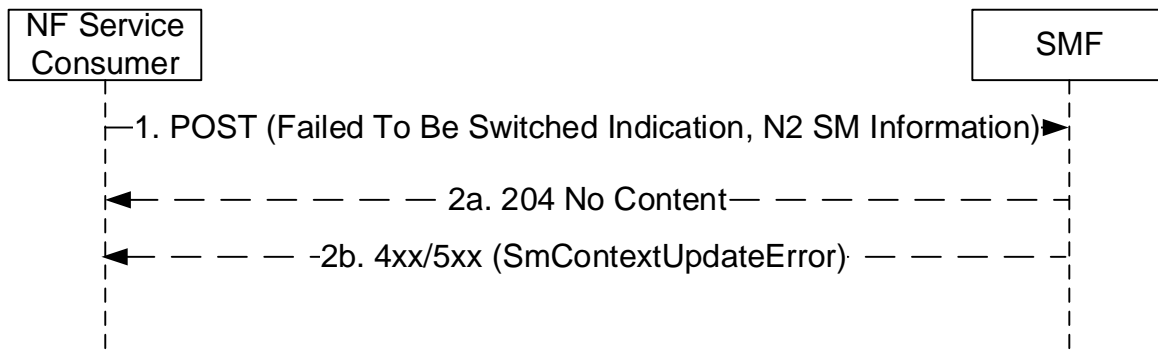 NF Service
Consumer
SMF
1. POST (Failed To Be Switched Indication, N2 SM Information)
2a. 204 No Content
2b. 4xx/5xx (SmContextUpdateError)